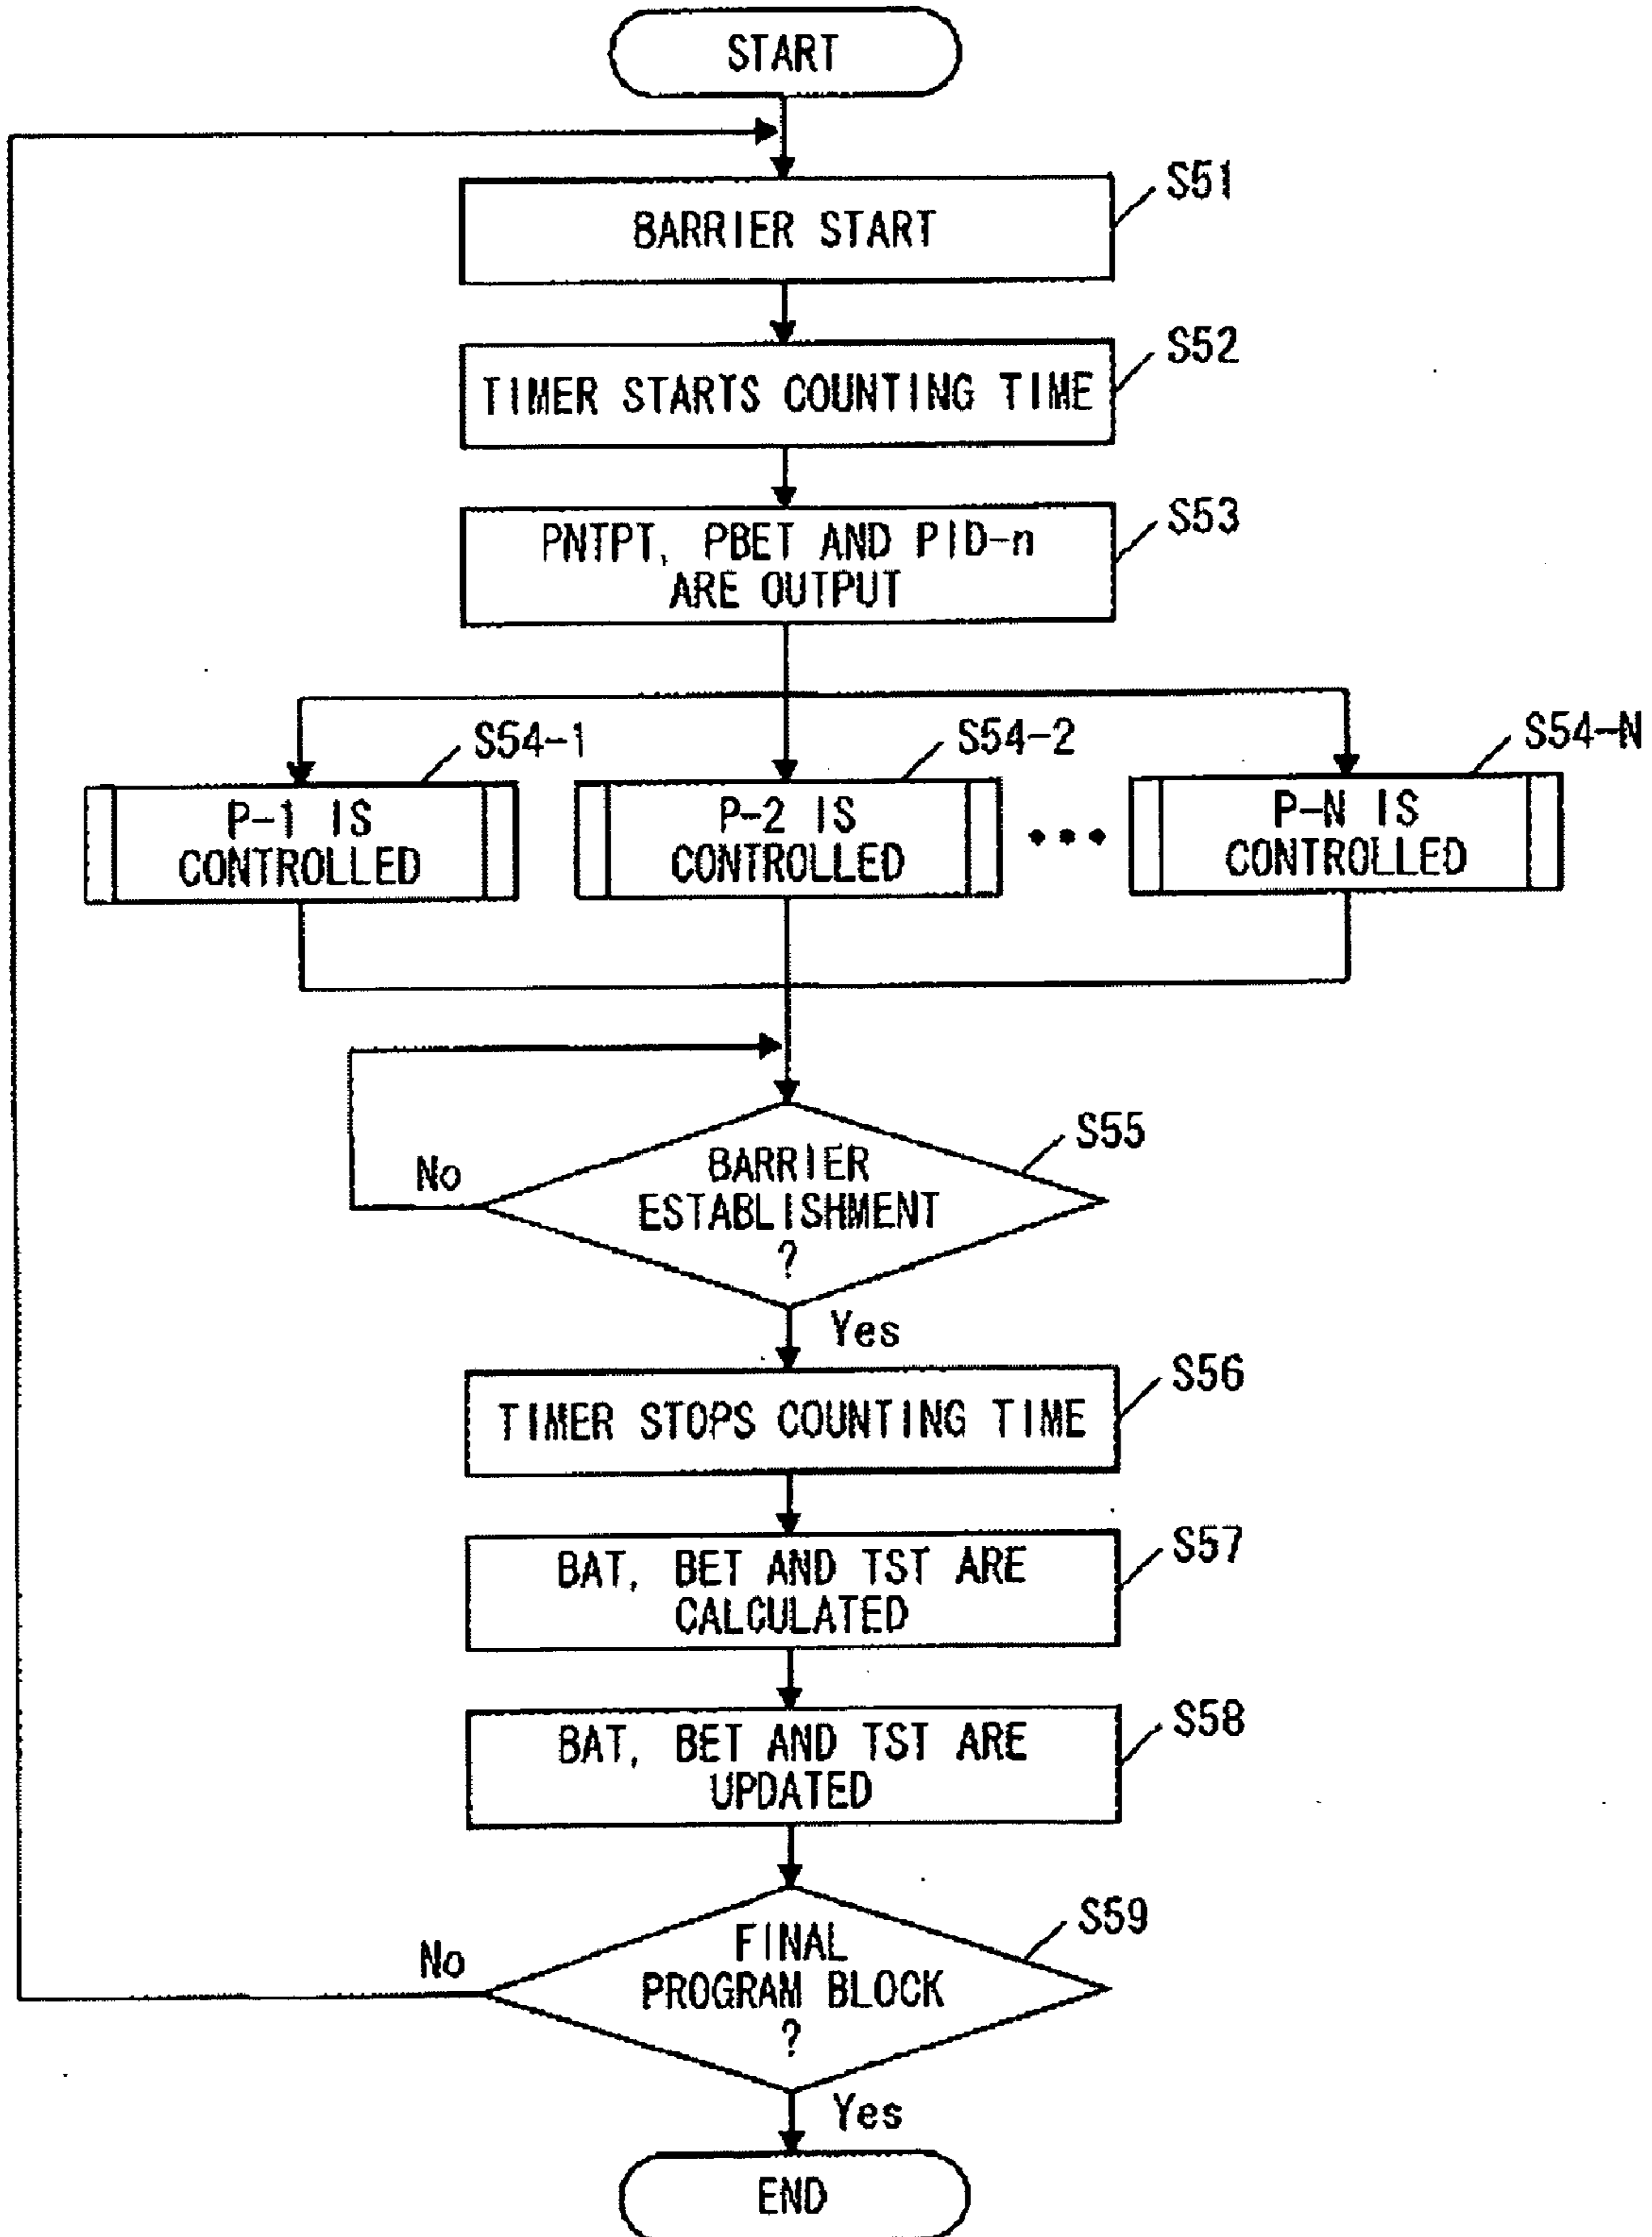 START
S51
BARRIER START
S52
TIMER STARTS COUNTING TIME
S53
PNTPT, PBET AND PID-n
ARE OUTPUT
S54-1
S54-2
S54-N
P-1 IS
CONTROLLED
P-2 IS
CONTROLLED
•••
P-N IS
CONTROLLED
S55
No
BARRIER
ESTABLISHMENT
?
Yes
S56
TIMER STOPS COUNTING TIME
S57
BAT, BET AND TST ARE
CALCULATED
S58
BAT, BET AND TST ARE
UPDATED
S59
No
FINAL
PROGRAM BLOCK
?
Yes
END